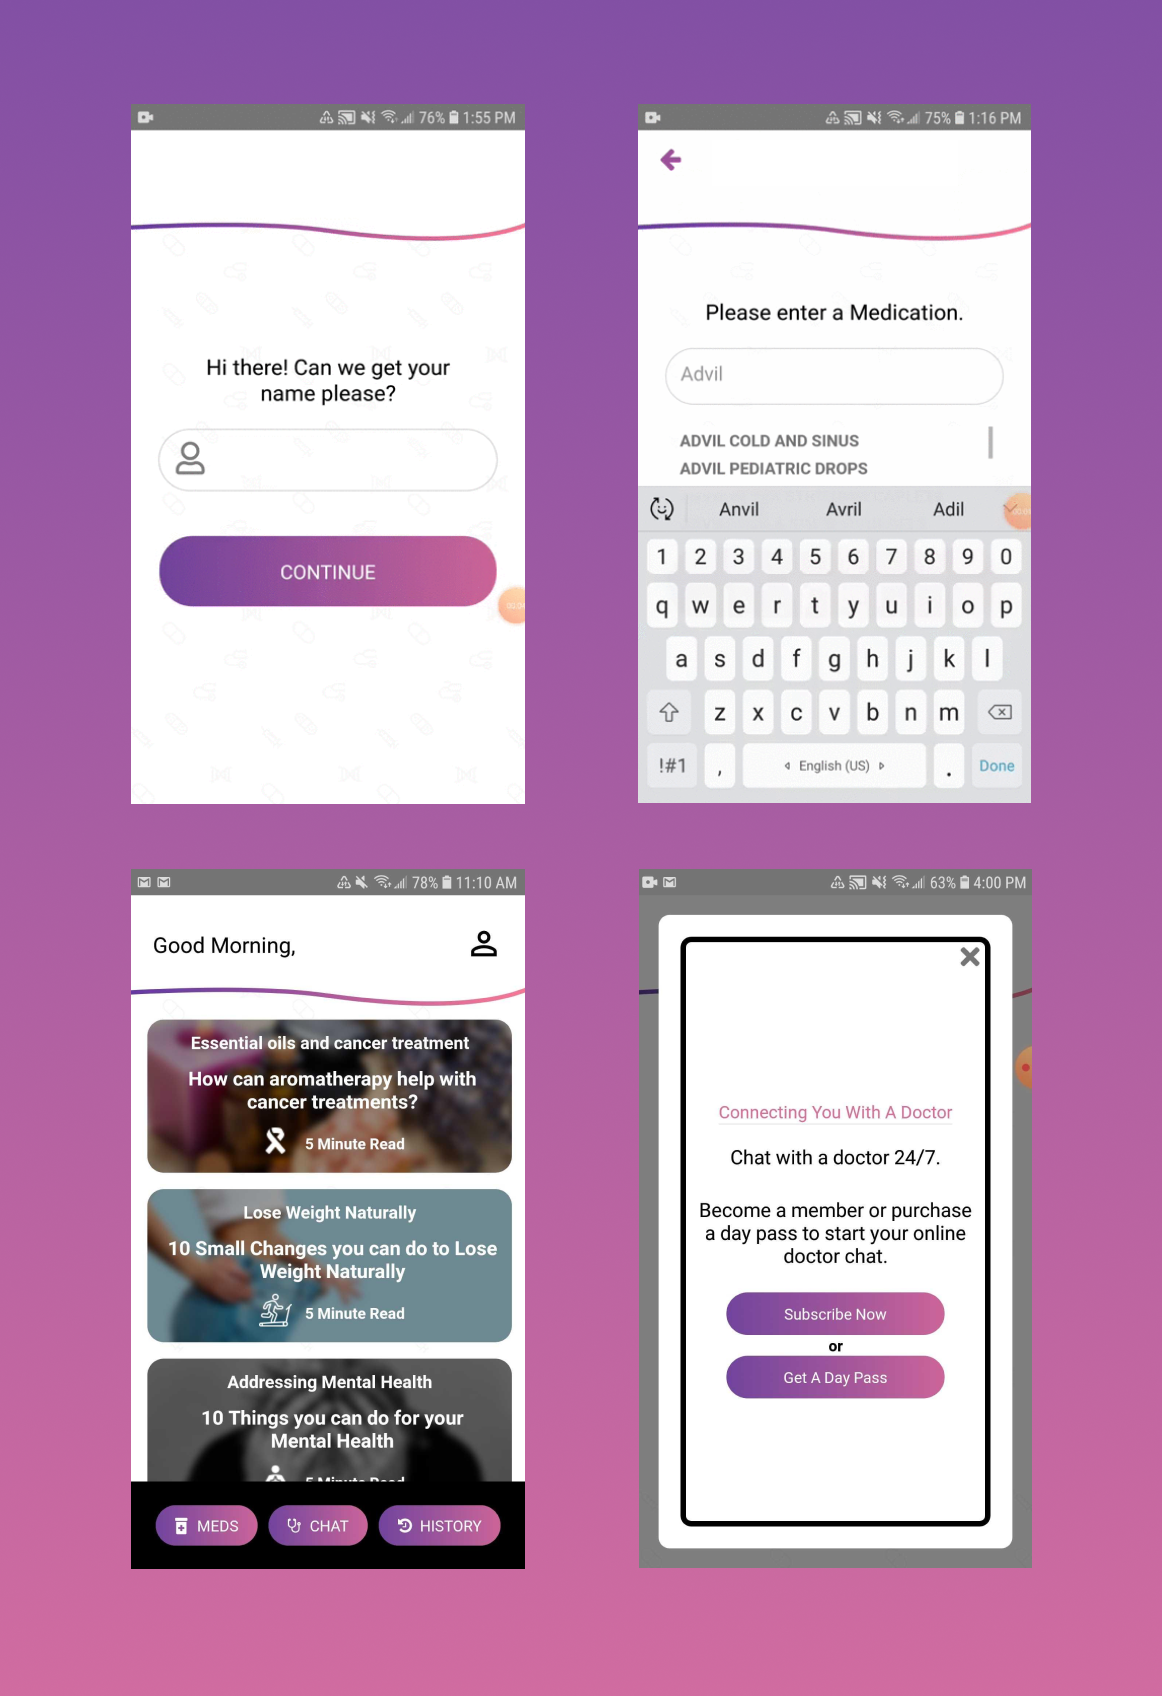 76% 1:55 PM
Hi there! Can we get your
name please?
CONTINUE
75% 1:16 PM
Please enter a Medication.
Advil
ADVIL COLD AND SINUS
ADVIL PEDIATRIC DROPS
Anvil Avril Adil
1 2 3 4 5 6 7 8 9 0
q w e r t y u i o p
a s d f g h j k l
z x c v b n m
!#1 , English (US) . Done
78% 11:10 AM
Good Morning,
Essential oils and cancer treatment
How can aromatherapy help with
cancer treatments?
5 Minute Read
Lose Weight Naturally
10 Small Changes you can do to Lose
Weight Naturally
5 Minute Read
Addressing Mental Health
10 Things you can do for your
Mental Health
5 Minute Read
MEDS CHAT HISTORY
63% 4:00 PM
Connecting You With A Doctor
Chat with a doctor 24/7.
Become a member or purchase
a day pass to start your online
doctor chat.
Subscribe Now
or
Get A Day Pass